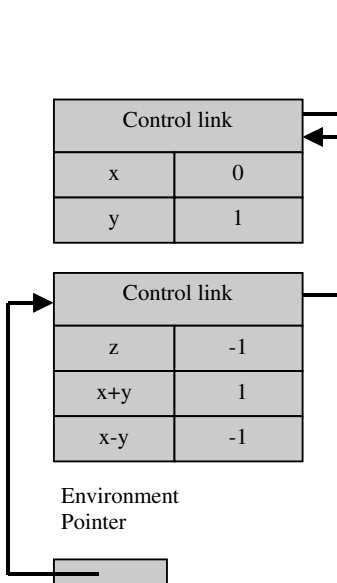 Control link
x 0
y 1
Control link
z -1
x+y 1
x-y -1
Environment
Pointer